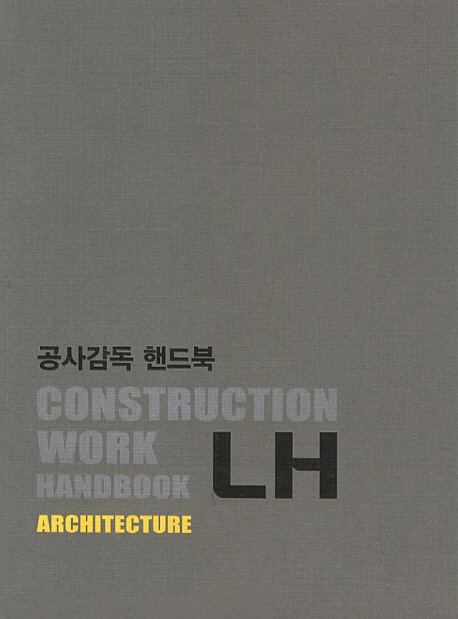 공사감독 핸드북
CONSTRUCTION
WORK
HANDBOOK
LH
ARCHITECTURE